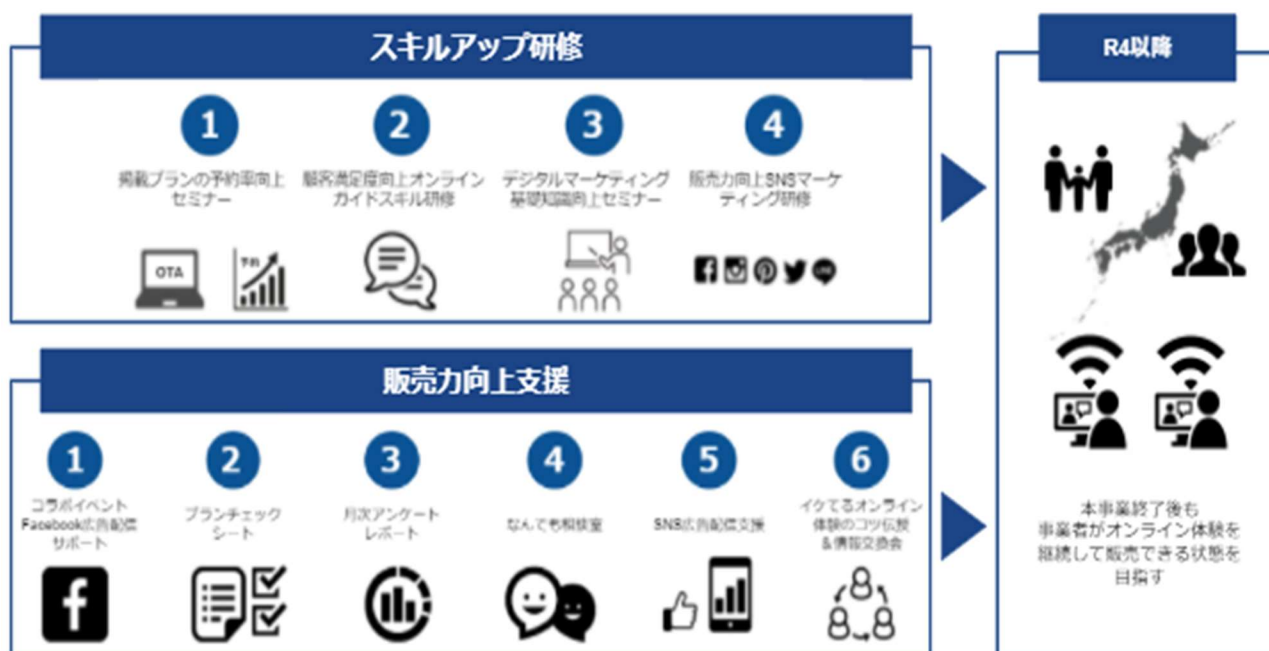 スキルアップ研修
1
2
3
4
掲載プランの予約率向上
セミナー
顧客満足度向上オンライン
ガイドスキル研修
デジタルマーケティング
基礎知識向上セミナー
販売力向上SNSマーケ
ティング研修
OTA
予約
販売力向上支援
1
2
3
4
5
6
コラボイベント
Facebook広告配信
サポート
プランチェック
シート
月次アンケート
レポート
なんでも相談室
SNS広告配信支援
イケてるオンライン
体験のコツ伝授
&情報交換会
R4以降
本事業終了後も
事業者がオンライン体験を
継続して販売できる状態を
目指す